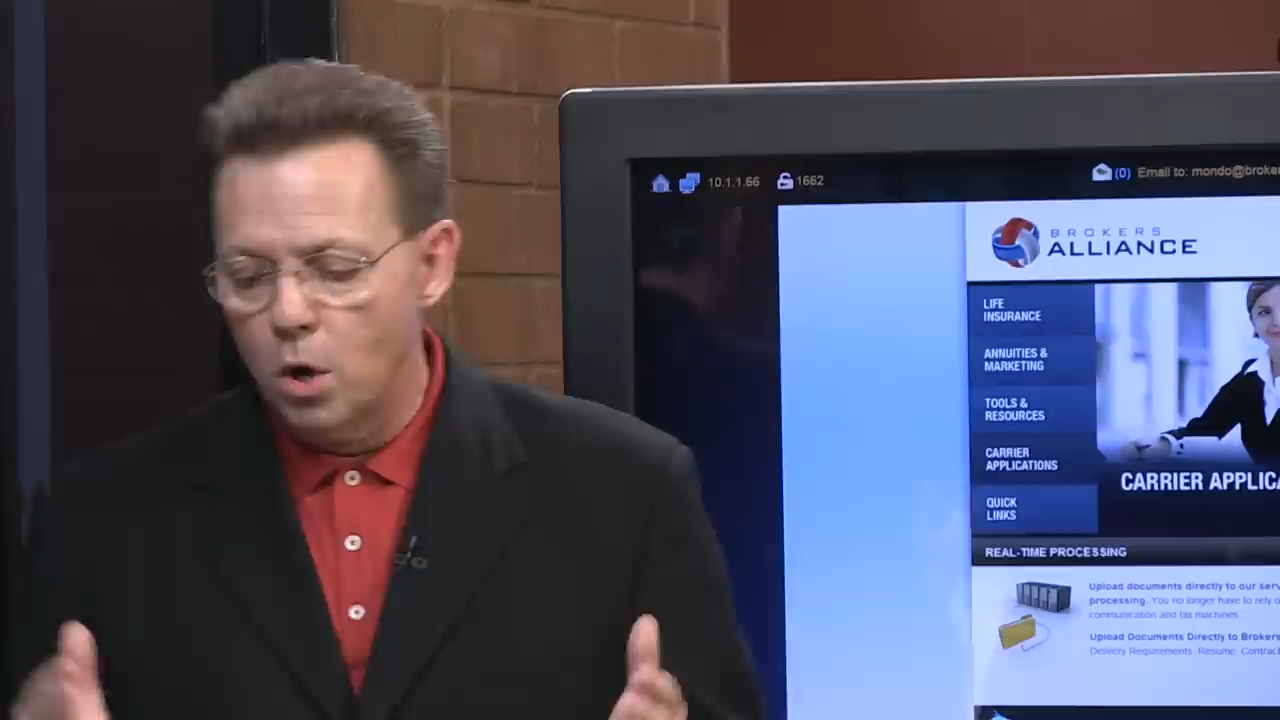 10.1.1.66 1662 (0) Email to: mondo@broke
BROKERS
ALLIANCE
LIFE
INSURANCE
ANNUITIES &
MARKETING
TOOLS &
RESOURCES
CARRIER
APPLICATIONS
CARRIER APPLICA
QUICK
LINKS
REAL-TIME PROCESSING
Upload documents directly to our serv
processing. You no longer have to rely o
communication and fax machines.
Upload Documents Directly to Brokers
Delivery Requirements, Resume, Contrac